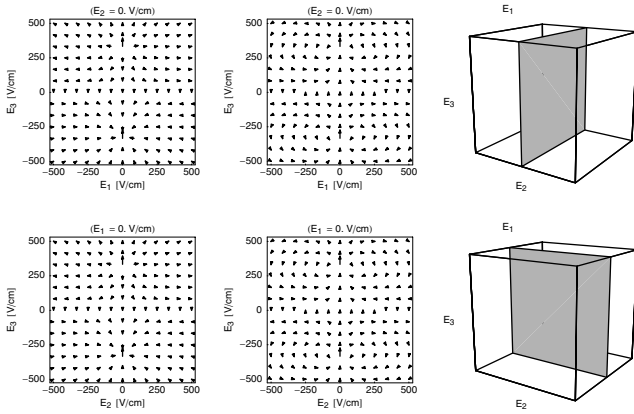 (E2 = 0. V/cm)
500
250
0
−250
−500
E3 [V/cm]
−500 −250 0 250 500
E1 [V/cm]
(E2 = 0. V/cm)
500
250
0
−250
−500
E3 [V/cm]
−500 −250 0 250 500
E1 [V/cm]
E1
E3
E2
(E1 = 0. V/cm)
500
250
0
−250
−500
E3 [V/cm]
−500 −250 0 250 500
E2 [V/cm]
(E1 = 0. V/cm)
500
250
0
−250
−500
E3 [V/cm]
−500 −250 0 250 500
E2 [V/cm]
E1
E3
E2